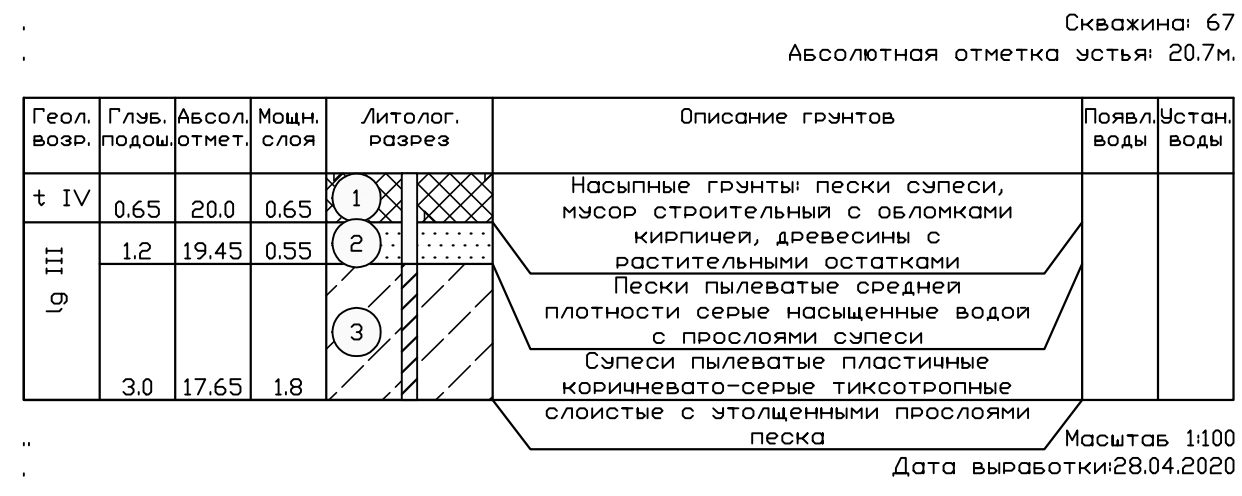 Скважина: 67
Абсолютная отметка устья: 20.7м.
Геол. Глуб. Абсол. Мощн. Литолог. Описание грунтов Появл. Устан.
возр. подош. отмет. слоя разрез воды воды
t IV 0.65 20.0 0.65 1 Насыпные грунты: пески супеси,
мусор строительный с обломками
кирпичей, древесины с
растительными остатками
lg III 1.2 19.45 0.55 2 Пески пылеватые средней
плотности серые насыщенные водой
с прослоями супеси
3.0 17.65 1.8 3 Супеси пылеватые пластичные
коричневато-серые тиксотропные
слоистые с утолщенными прослоями
песка
Масштаб 1:100
Дата выработки:28.04.2020